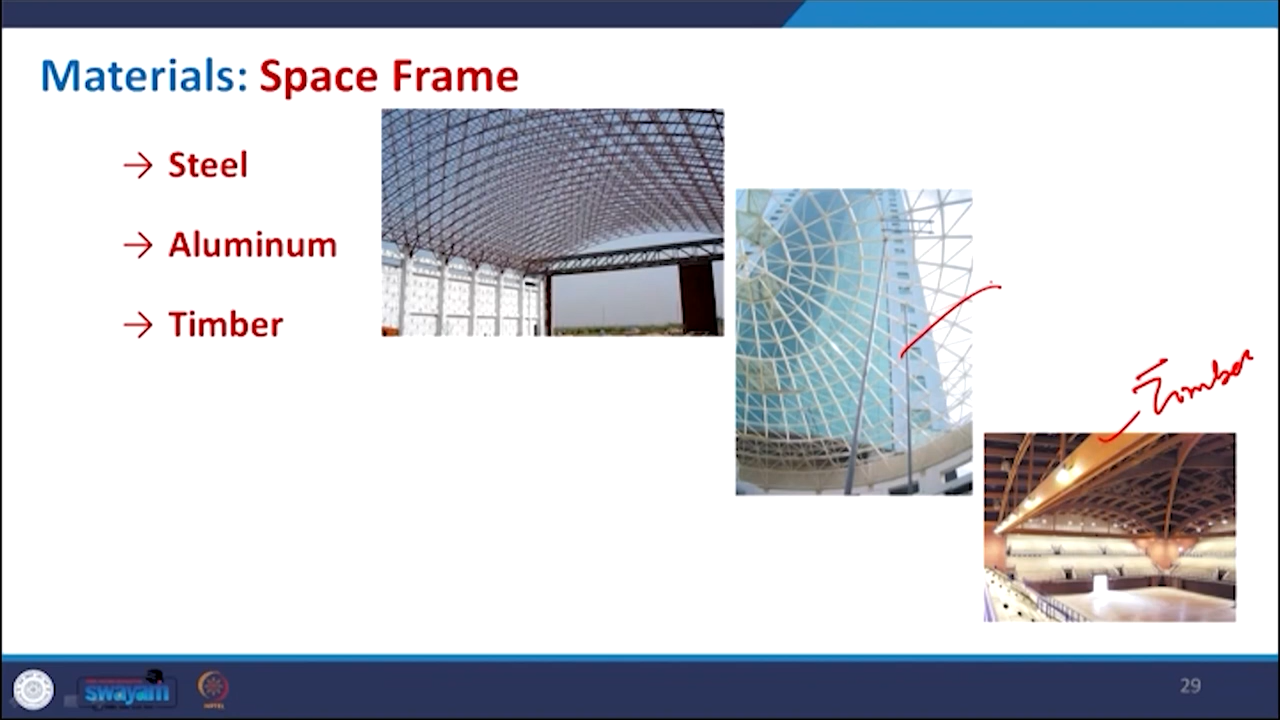 Materials: Space Frame
→ Steel
→ Aluminum
→ Timber
Timber
swayam
29